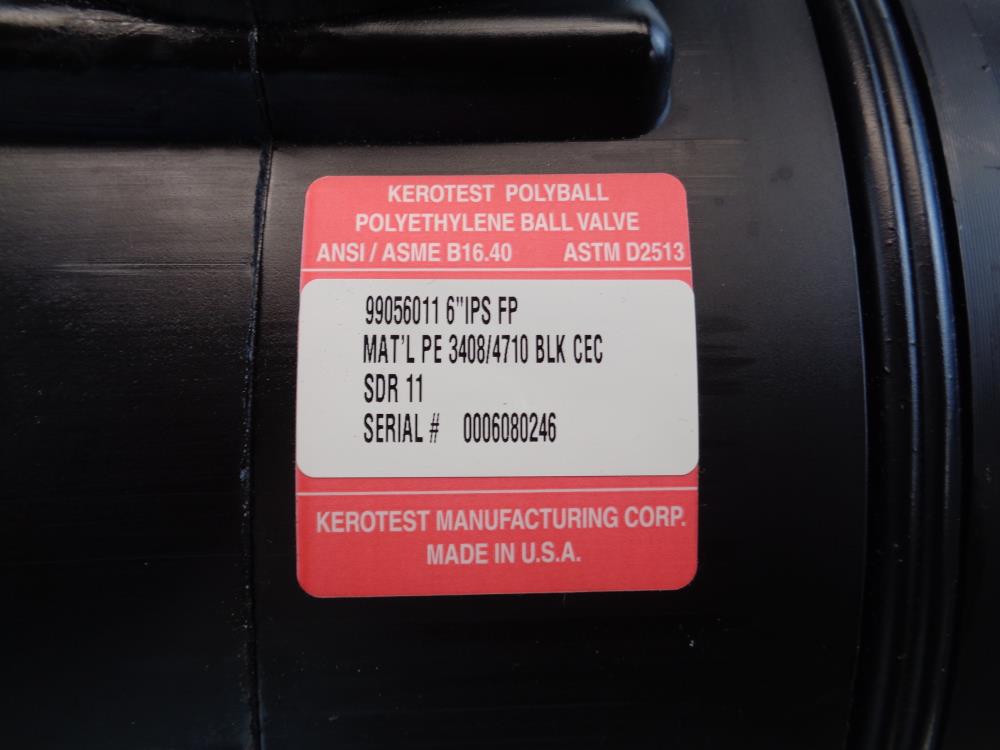 KEROTEST POLYBALL
POLYETHYLENE BALL VALVE
ANSI / ASME B16.40 ASTM D2513
99056011 6"IPS FP
MAT'L PE 3408/4710 BLK CEC
SDR 11
SERIAL # 0006080246
KEROTEST MANUFACTURING CORP.
MADE IN U.S.A.